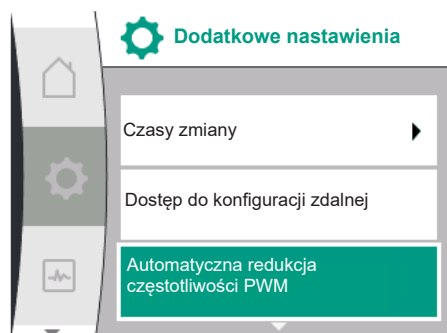 Dodatkowe nastawienia
Czasy zmiany
Dostęp do konfiguracji zdalnej
Automatyczna redukcja
częstotliwości PWM